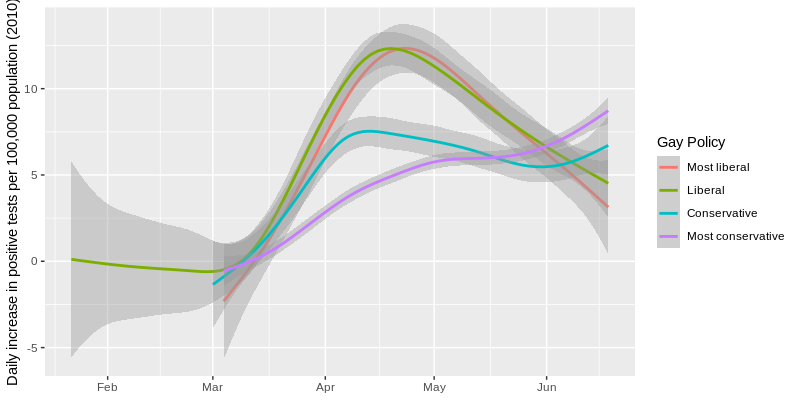 Daily increase in positive tests per 100,000 population (2010)
10
5
0
-5
Feb
Mar
Apr
May
Jun
Gay Policy
Most liberal
Liberal
Conservative
Most conservative